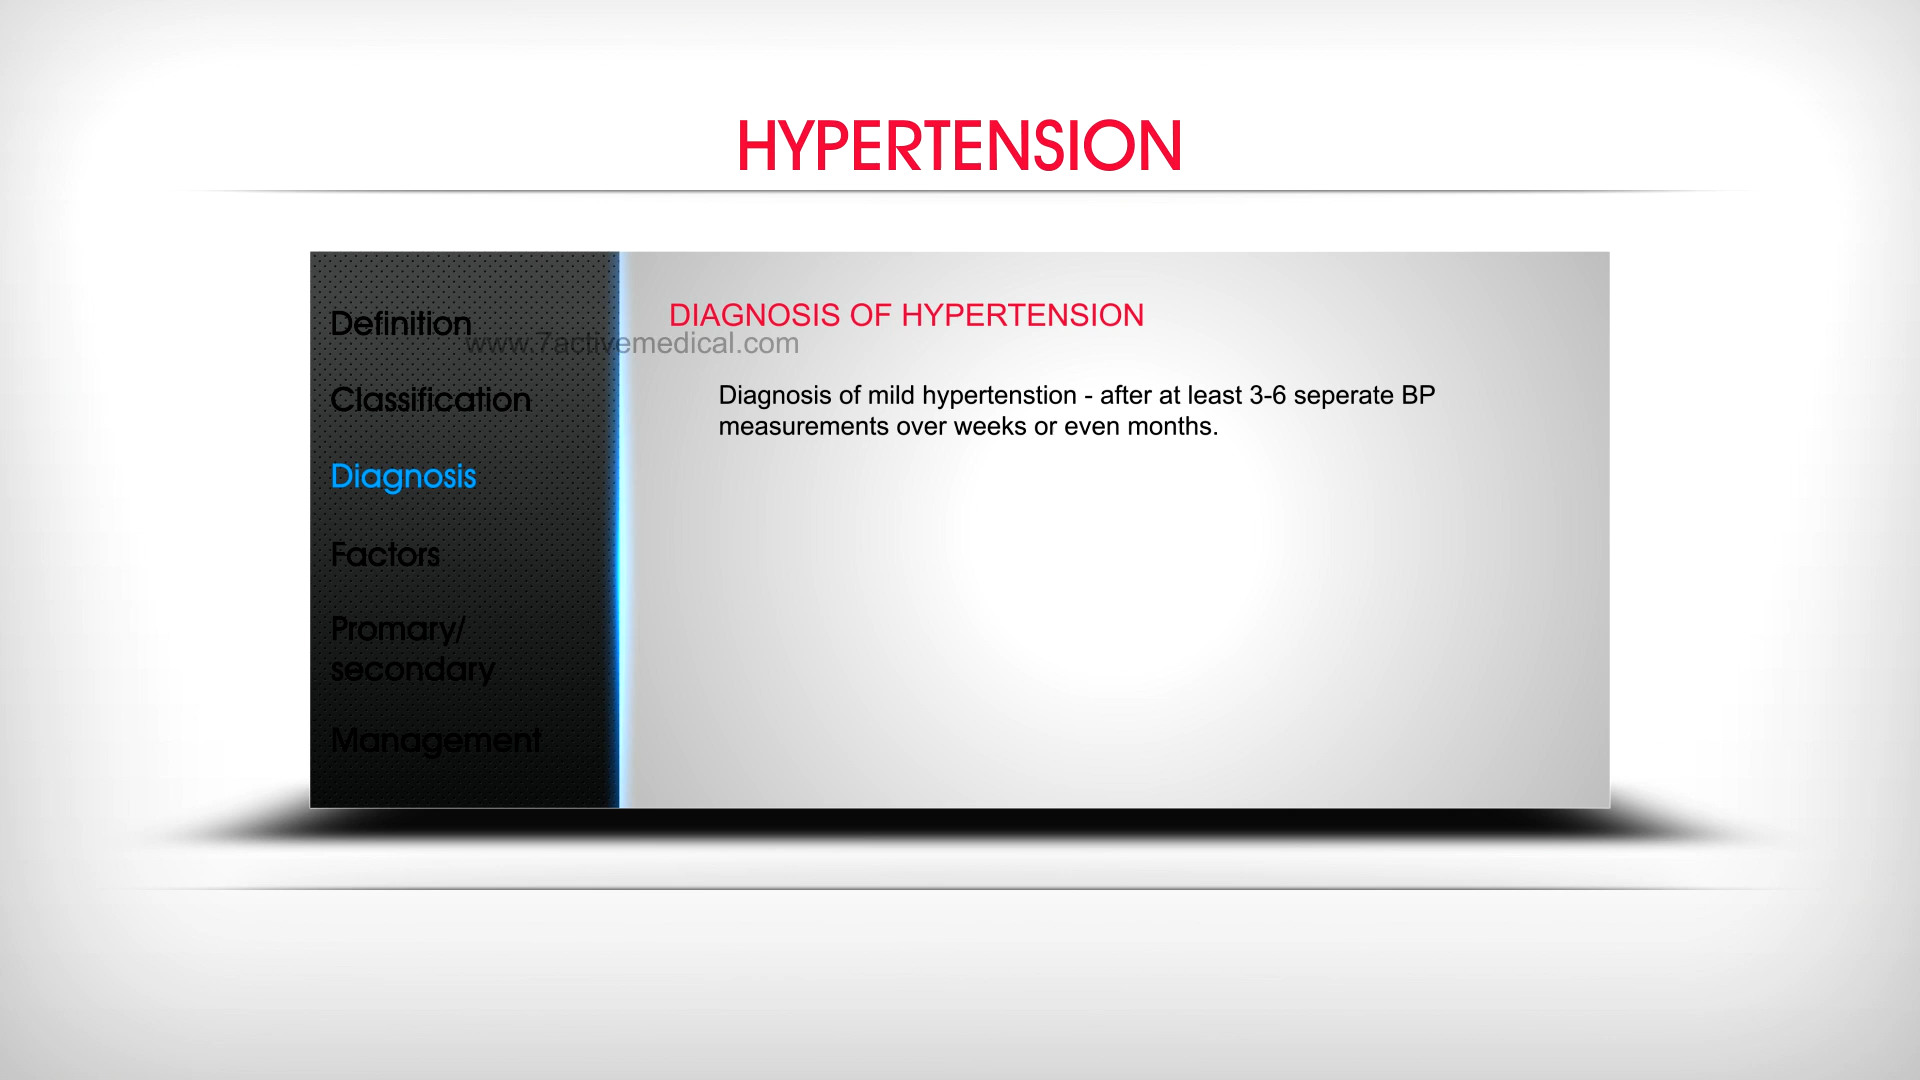 HYPERTENSION
Definition
Classification
Diagnosis
Factors
Promary/
secondary
Management
DIAGNOSIS OF HYPERTENSION
www.7activemedical.com
Diagnosis of mild hypertenstion - after at least 3-6 seperate BP
measurements over weeks or even months.